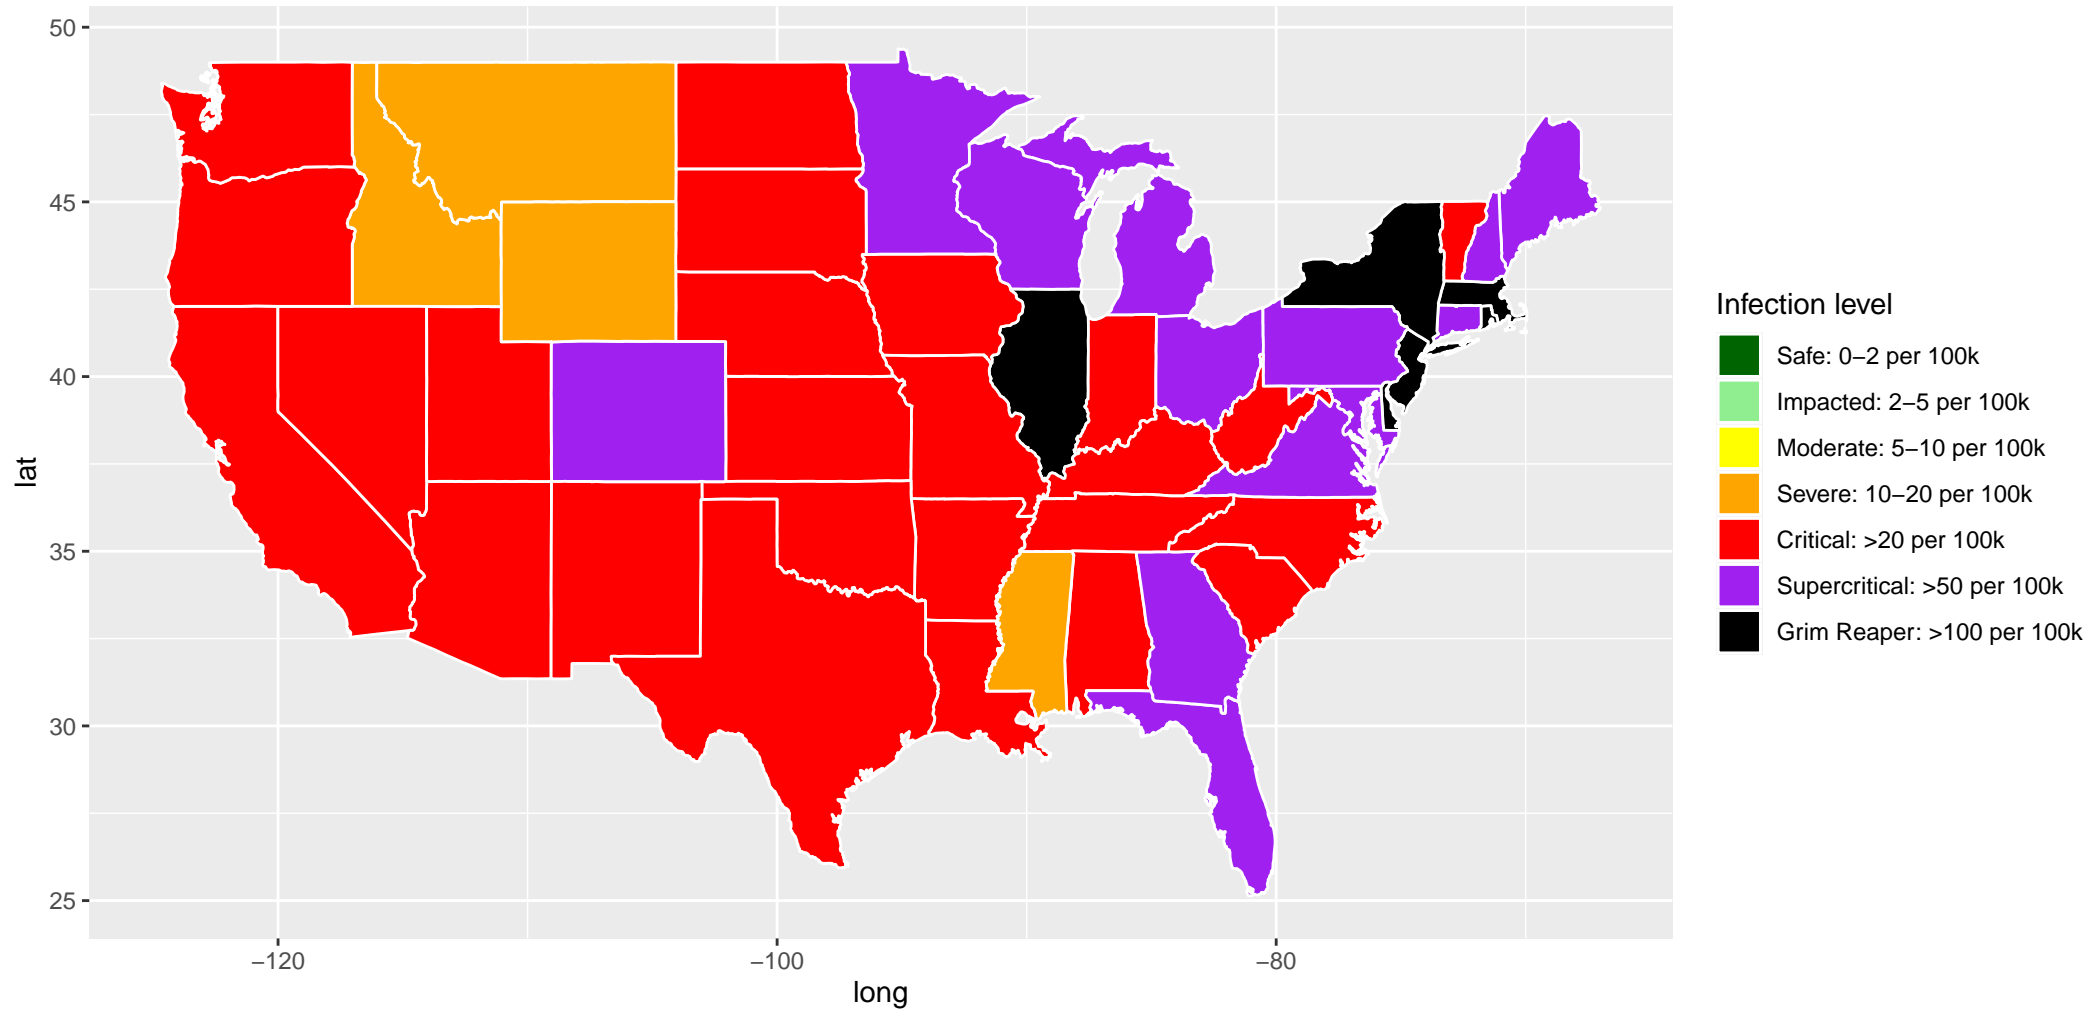 50
45
40
35
30
25
lat
−120
−100
−80
long
Infection level
Safe: 0−2 per 100k
Impacted: 2−5 per 100k
Moderate: 5−10 per 100k
Severe: 10−20 per 100k
Critical: >20 per 100k
Supercritical: >50 per 100k
Grim Reaper: >100 per 100k